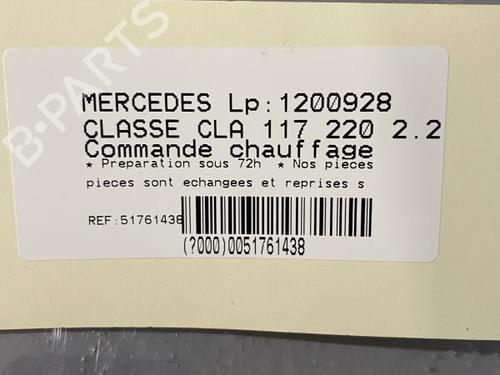 MERCEDES Lp:1200928
CLASSE CLA 117 220 2.2
Commande chauffage
★ Preparation sous 72h ★ Nos pieces
pieces sont echangees et reprises s
REF:51761438
(?000)0051761438
B-PARTS